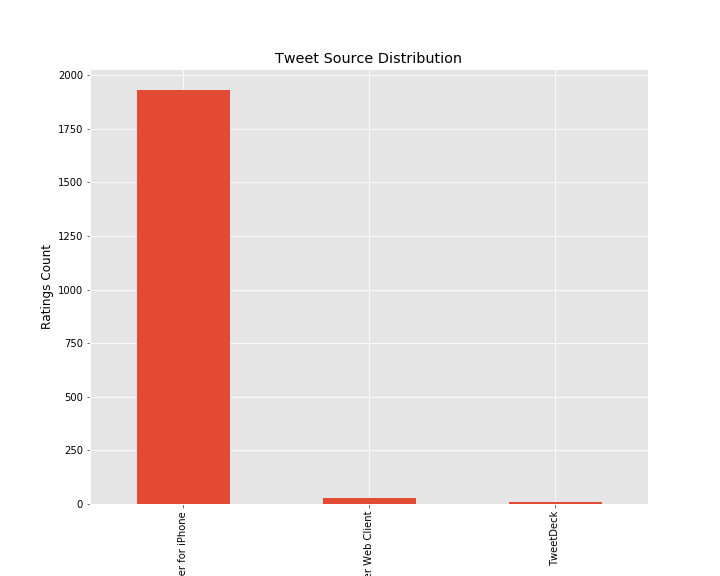 Tweet Source Distribution
Ratings Count
2000
1750
1500
1250
1000
750
500
250
0
er for iPhone
er Web Client
TweetDeck